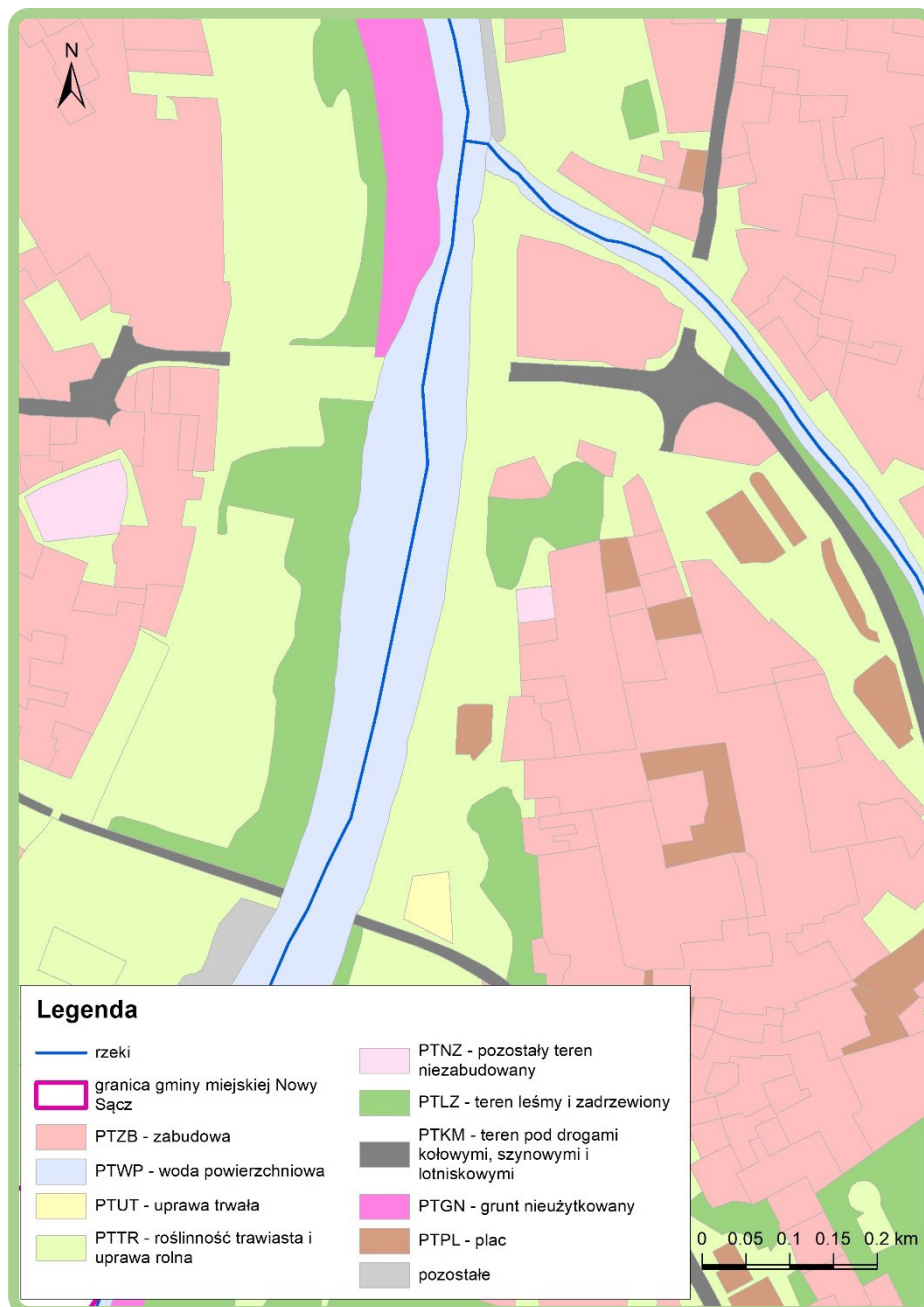 N
Legenda
rzeki
granica gminy miejskiej Nowy
Sącz
PTZB - zabudowa
PTWP - woda powierzchniowa
PTUT - uprawa trwała
PTTR - roślinność trawiasta i
uprawa rolna
PTNZ - pozostały teren
niezabudowany
PTLZ - teren leśmy i zadrzewiony
PTKM - teren pod drogami
kołowymi, szynowymi i
lotniskowymi
PTGN - grunt nieużytkowany
PTPL - plac
pozostałe
0 0.05 0.1 0.15 0.2 km